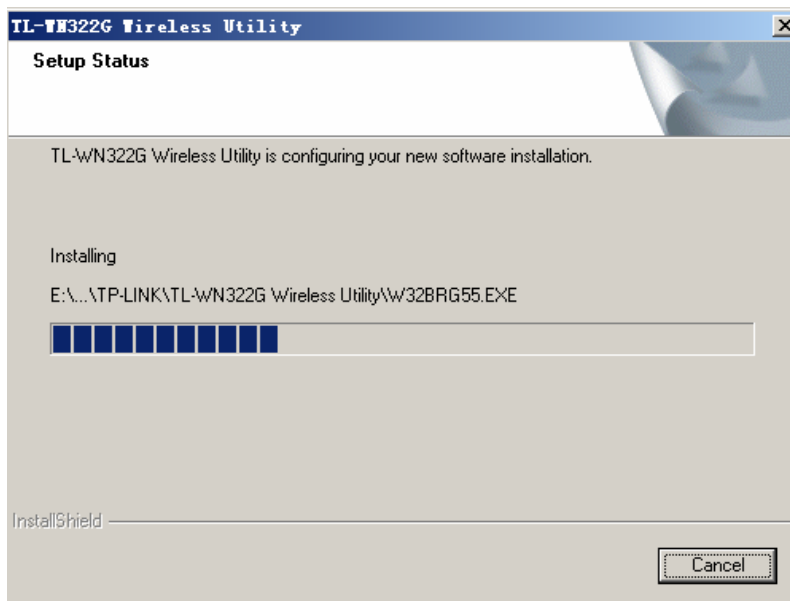 TL-WN322G Wireless Utility
Setup Status
TL-WN322G Wireless Utility is configuring your new software installation.
Installing
E:\...\TP-LINK\TL-WN322G Wireless Utility\W32BRG55.EXE
InstallShield
Cancel